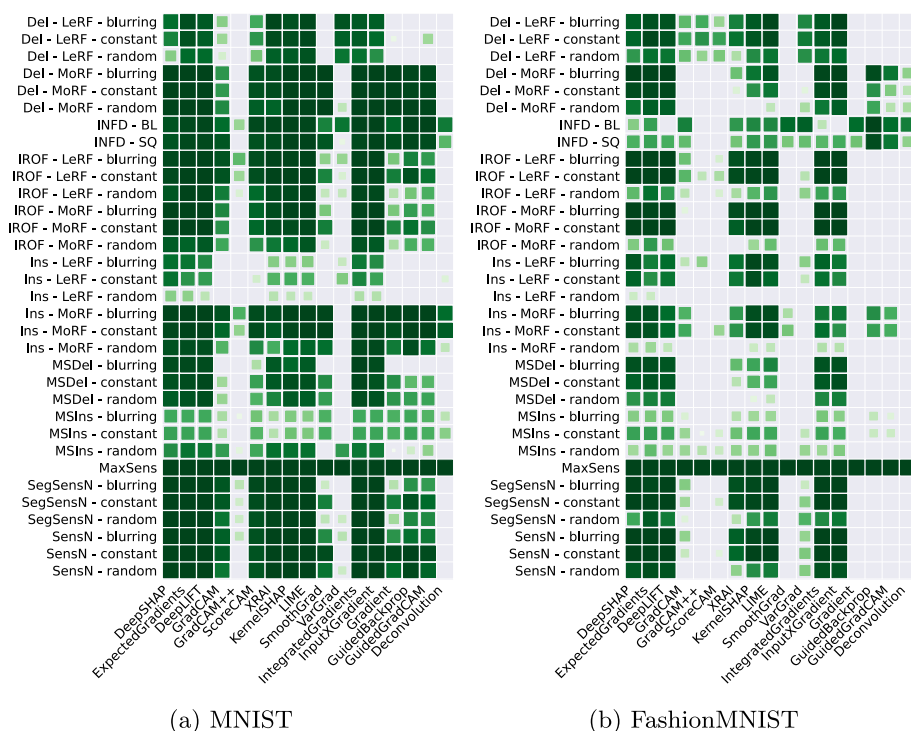 Del - LeRF - blurring
Del - LeRF - constant
Del - LeRF - random
Del - MoRF - blurring
Del - MoRF - constant
Del - MoRF - random
INFD - BL
INFD - SQ
IROF - LeRF - blurring
IROF - LeRF - constant
IROF - LeRF - random
IROF - MoRF - blurring
IROF - MoRF - constant
IROF - MoRF - random
Ins - LeRF - blurring
Ins - LeRF - constant
Ins - LeRF - random
Ins - MoRF - blurring
Ins - MoRF - constant
Ins - MoRF - random
MSDel - blurring
MSDel - constant
MSDel - random
MSIns - blurring
MSIns - constant
MSIns - random
MaxSens
SegSensN - blurring
SegSensN - constant
SegSensN - random
SensN - blurring
SensN - constant
SensN - random
DeepSHAP
ExpectedGradients
DeepLIFT
GradCAM
GradCAM++
ScoreCAM
XRAI
KernelSHAP
LIME
SmoothGrad
VarGrad
IntegratedGradients
InputXGradient
Gradient
GuidedBackprop
GuidedGradCAM
Deconvolution
(a) MNIST
Del - LeRF - blurring
Del - LeRF - constant
Del - LeRF - random
Del - MoRF - blurring
Del - MoRF - constant
Del - MoRF - random
INFD - BL
INFD - SQ
IROF - LeRF - blurring
IROF - LeRF - constant
IROF - LeRF - random
IROF - MoRF - blurring
IROF - MoRF - constant
IROF - MoRF - random
Ins - LeRF - blurring
Ins - LeRF - constant
Ins - LeRF - random
Ins - MoRF - blurring
Ins - MoRF - constant
Ins - MoRF - random
MSDel - blurring
MSDel - constant
MSDel - random
MSIns - blurring
MSIns - constant
MSIns - random
MaxSens
SegSensN - blurring
SegSensN - constant
SegSensN - random
SensN - blurring
SensN - constant
SensN - random
DeepSHAP
ExpectedGradients
DeepLIFT
GradCAM
GradCAM++
ScoreCAM
XRAI
KernelSHAP
LIME
SmoothGrad
VarGrad
IntegratedGradients
InputXGradient
Gradient
GuidedBackprop
GuidedGradCAM
Deconvolution
(b) FashionMNIST